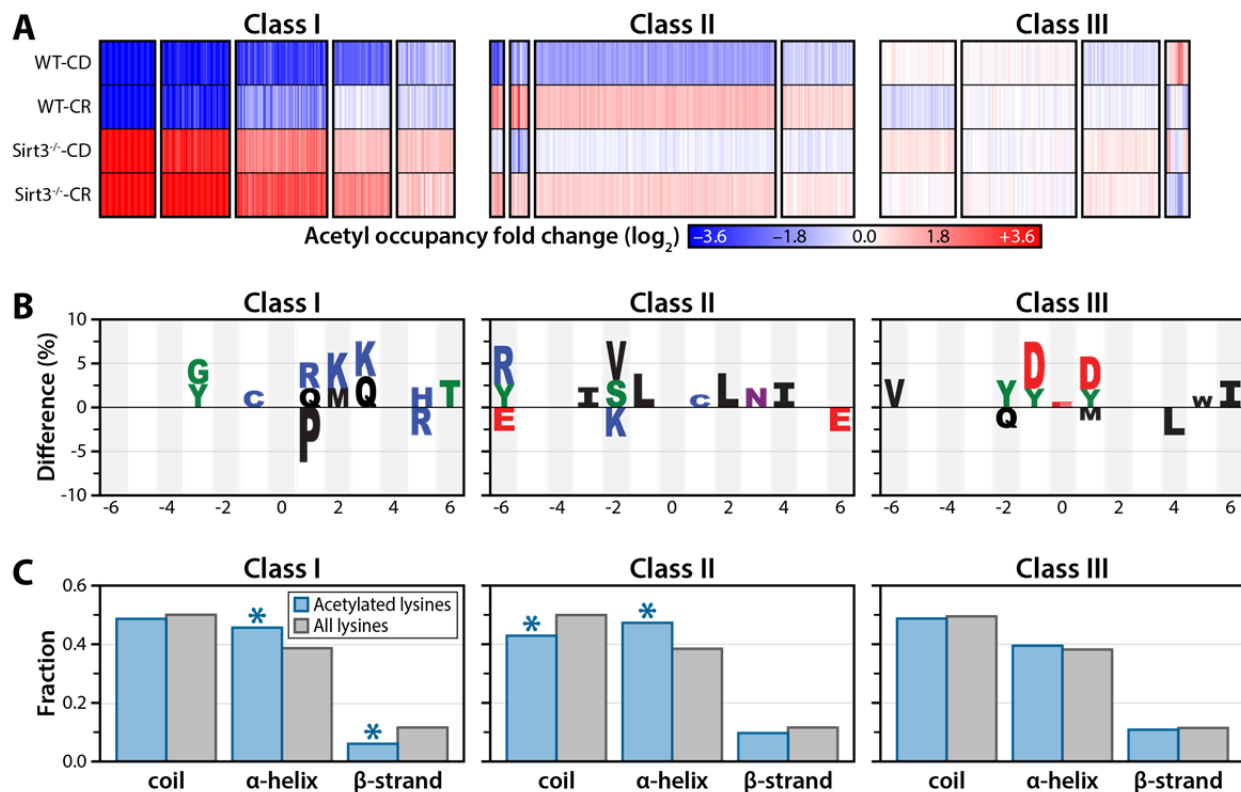 A
Class I Class II Class III
WT-CD
WT-CR
Sirt3-/--CD
Sirt3-/--CR
Acetyl occupancy fold change (log2) −3.6 −1.8 0.0 1.8 +3.6
B
Class I Class II Class III
Difference (%)
10
5
0
-5
-10
G Y C R Q P K M K Q H R T
R Y E I V S K L C L N I E
V Y Q D Y E D Y M L W I
-6 -4 -2 0 2 4 6 -6 -4 -2 0 2 4 6 -6 -4 -2 0 2 4 6
C
Class I Class II Class III
Fraction
0.6
0.4
0.2
0.0
Acetylated lysines
All lysines
* * * *
coil α-helix β-strand coil α-helix β-strand coil α-helix β-strand